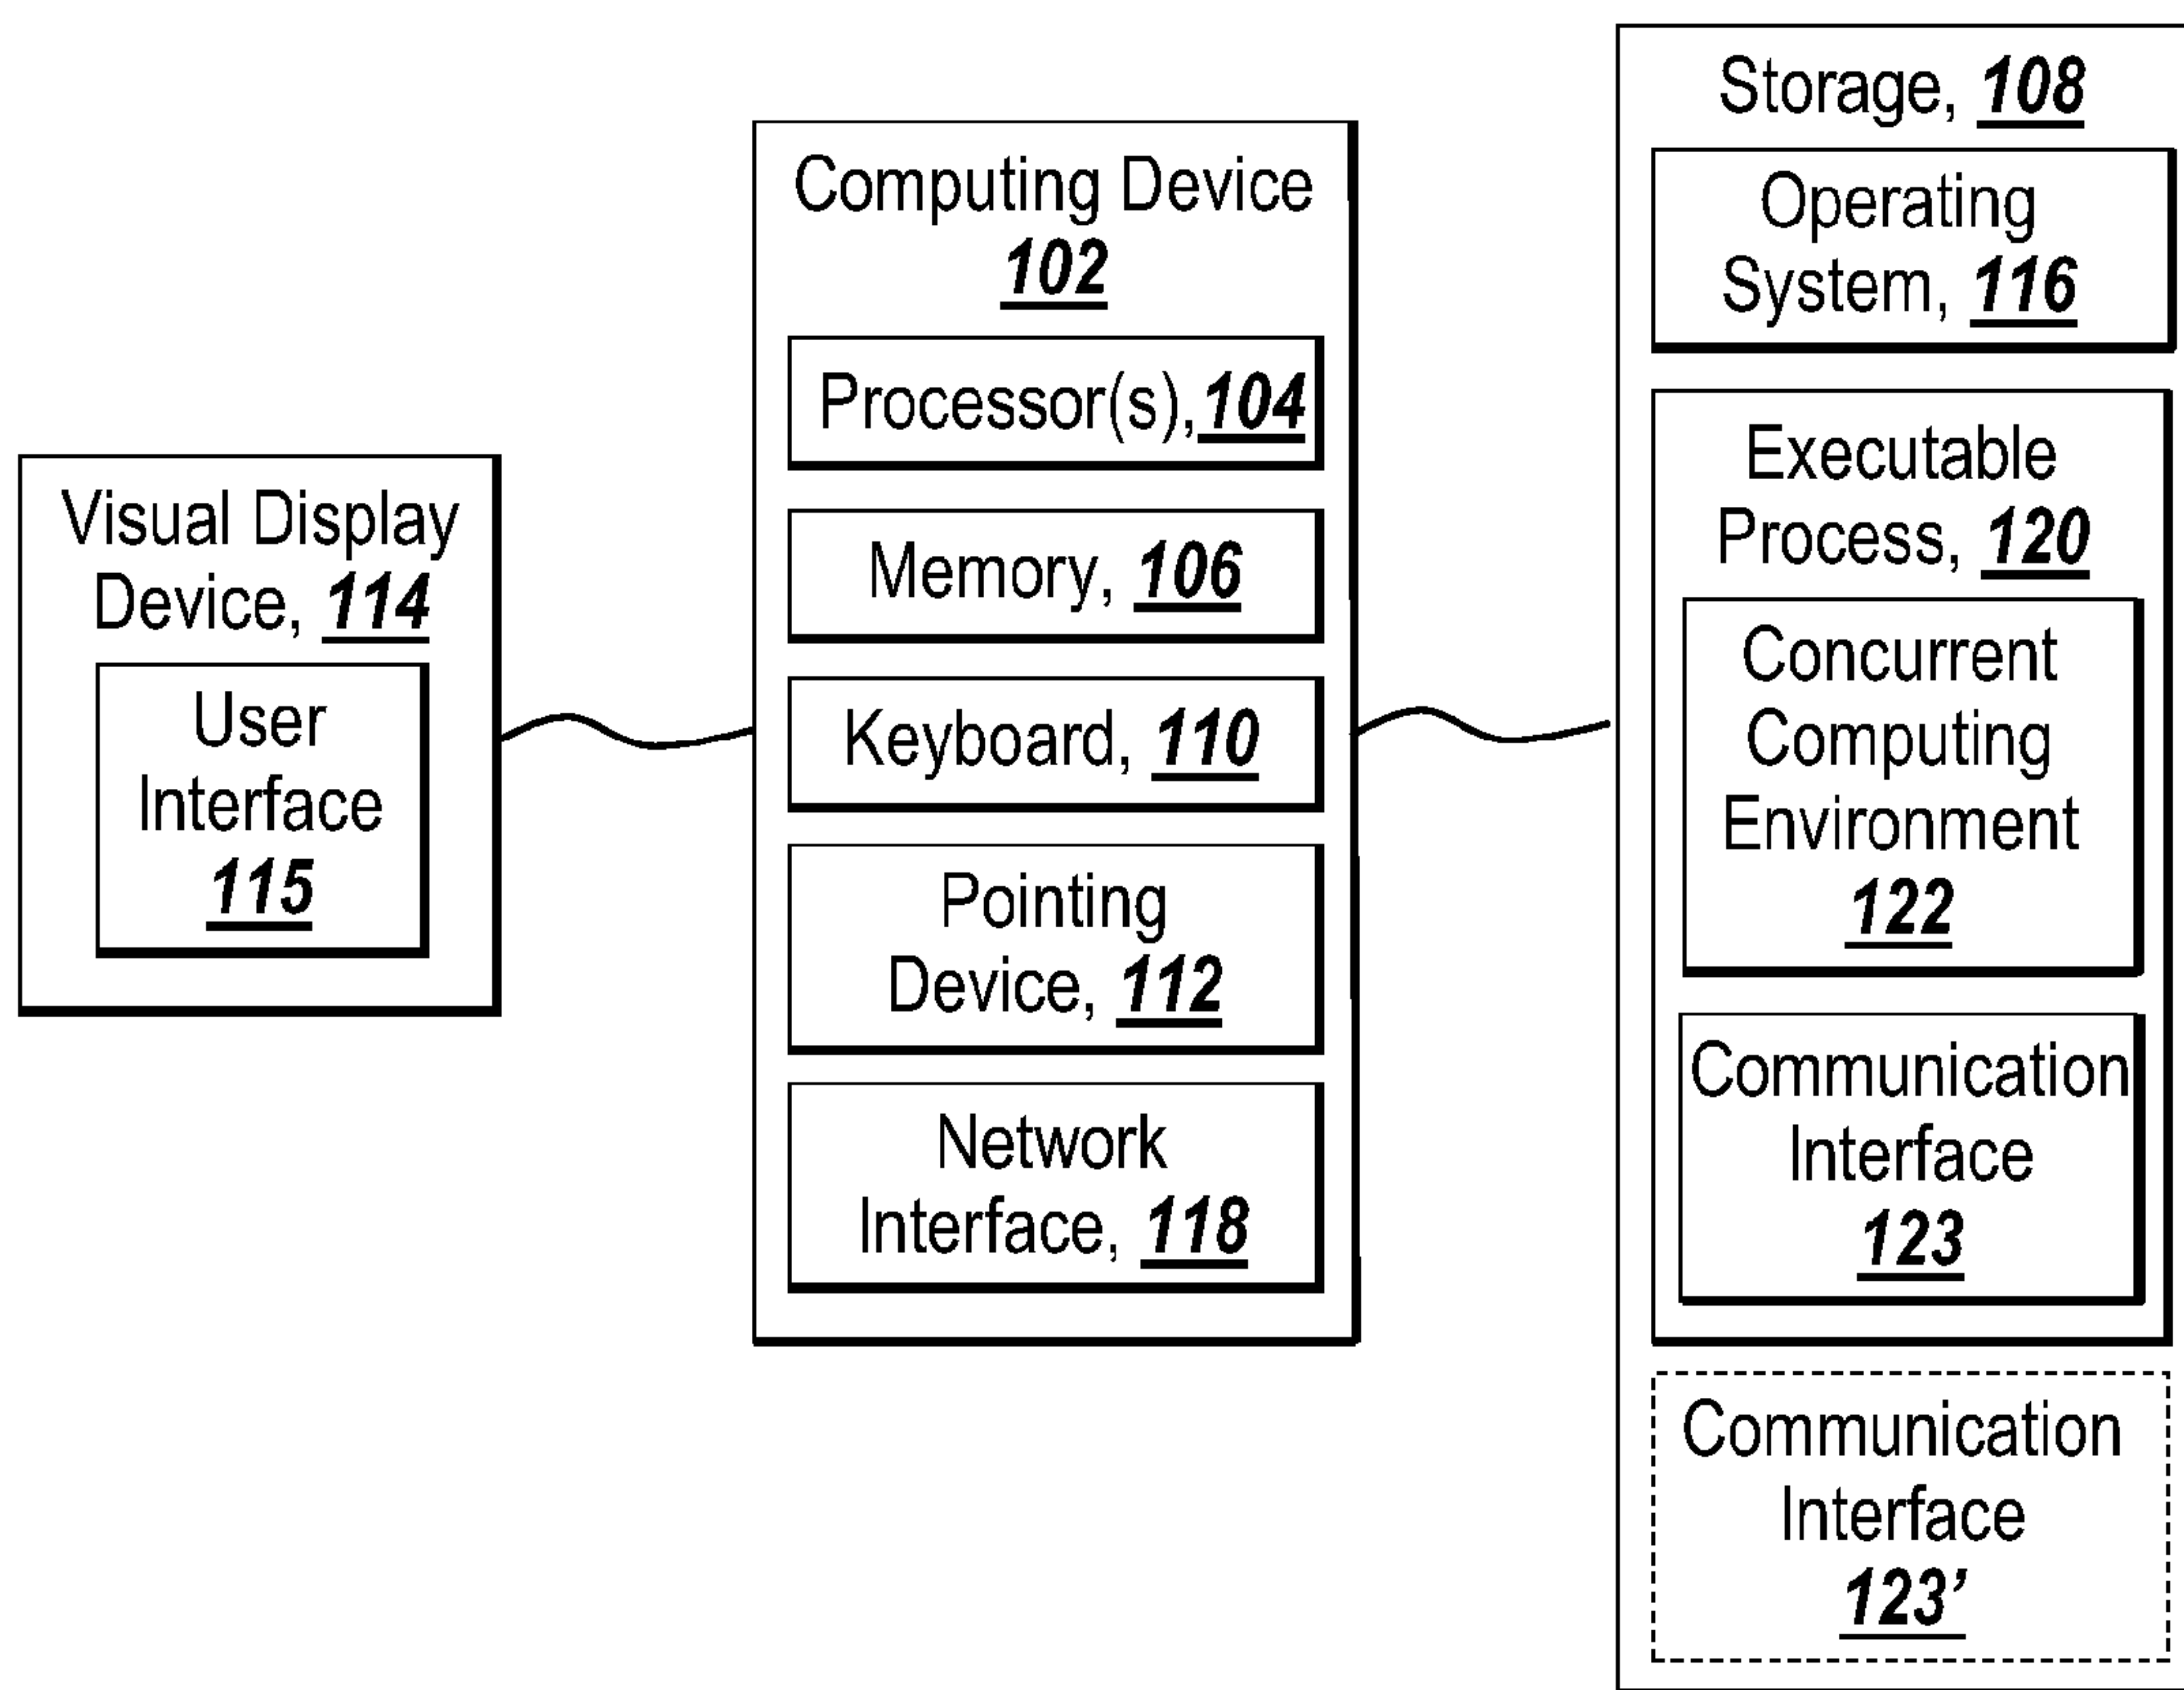 Visual Display
Device, 114
User
Interface
115
Computing Device
102
Processor(s),104
Memory, 106
Keyboard, 110
Pointing
Device, 112
Network
Interface, 118
Storage, 108
Operating
System, 116
Executable
Process, 120
Concurrent
Computing
Environment
122
Communication
Interface
123
Communication
Interface
123’